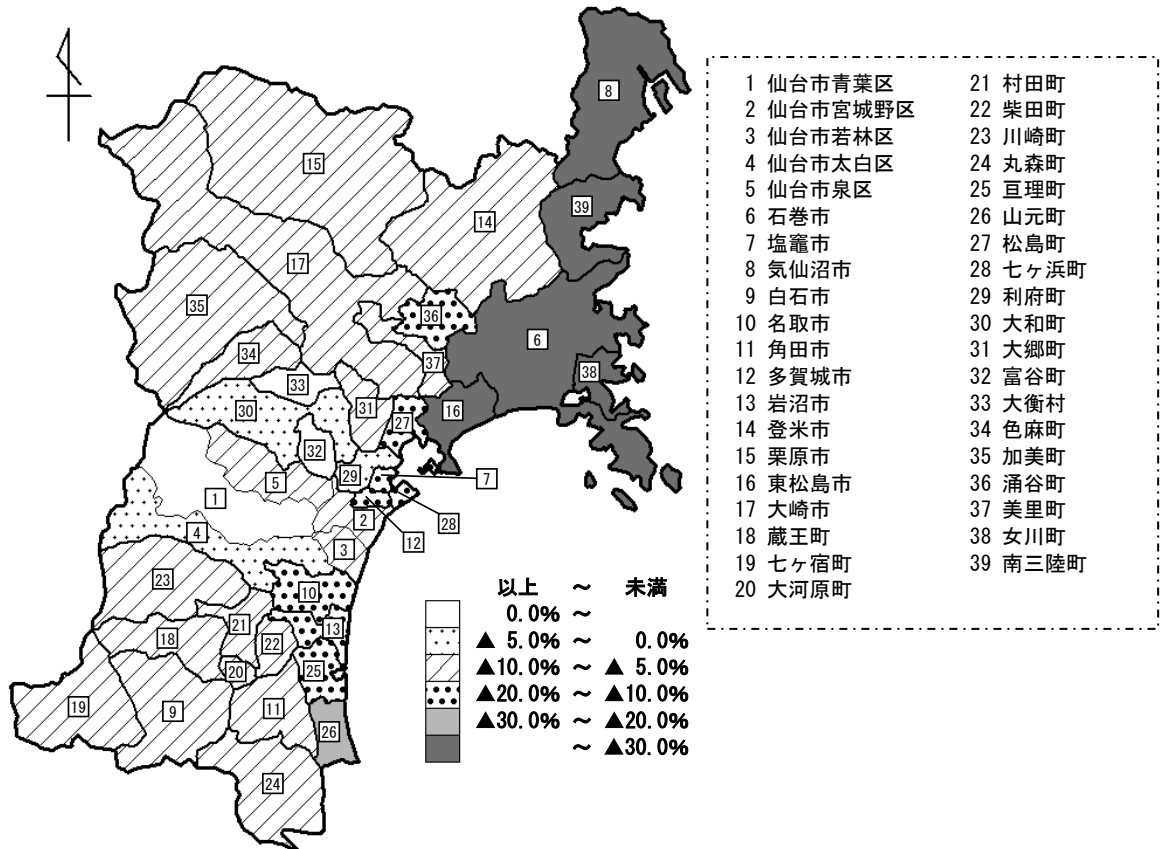 1 仙台市青葉区
2 仙台市宮城野区
3 仙台市若林区
4 仙台市太白区
5 仙台市泉区
6 石巻市
7 塩竈市
8 気仙沼市
9 白石市
10 名取市
11 角田市
12 多賀城市
13 岩沼市
14 登米市
15 栗原市
16 東松島市
17 大崎市
18 蔵王町
19 七ヶ宿町
20 大河原町
21 村田町
22 柴田町
23 川崎町
24 丸森町
25 亘理町
26 山元町
27 松島町
28 七ヶ浜町
29 利府町
30 大和町
31 大郷町
32 富谷町
33 大衡村
34 色麻町
35 加美町
36 涌谷町
37 美里町
38 女川町
39 南三陸町
8
15
39
14
17
36
35
6
34
37
33
38
30
31
16
27
32
29
5
7
1
2
28
4
12
3
23
10
21
13
18
22
20
25
19
9
11
26
24
以上 ～ 未満
0.0% ～
▲ 5.0% ～ 0.0%
▲10.0% ～ ▲ 5.0%
▲20.0% ～ ▲10.0%
▲30.0% ～ ▲20.0%
～ ▲30.0%